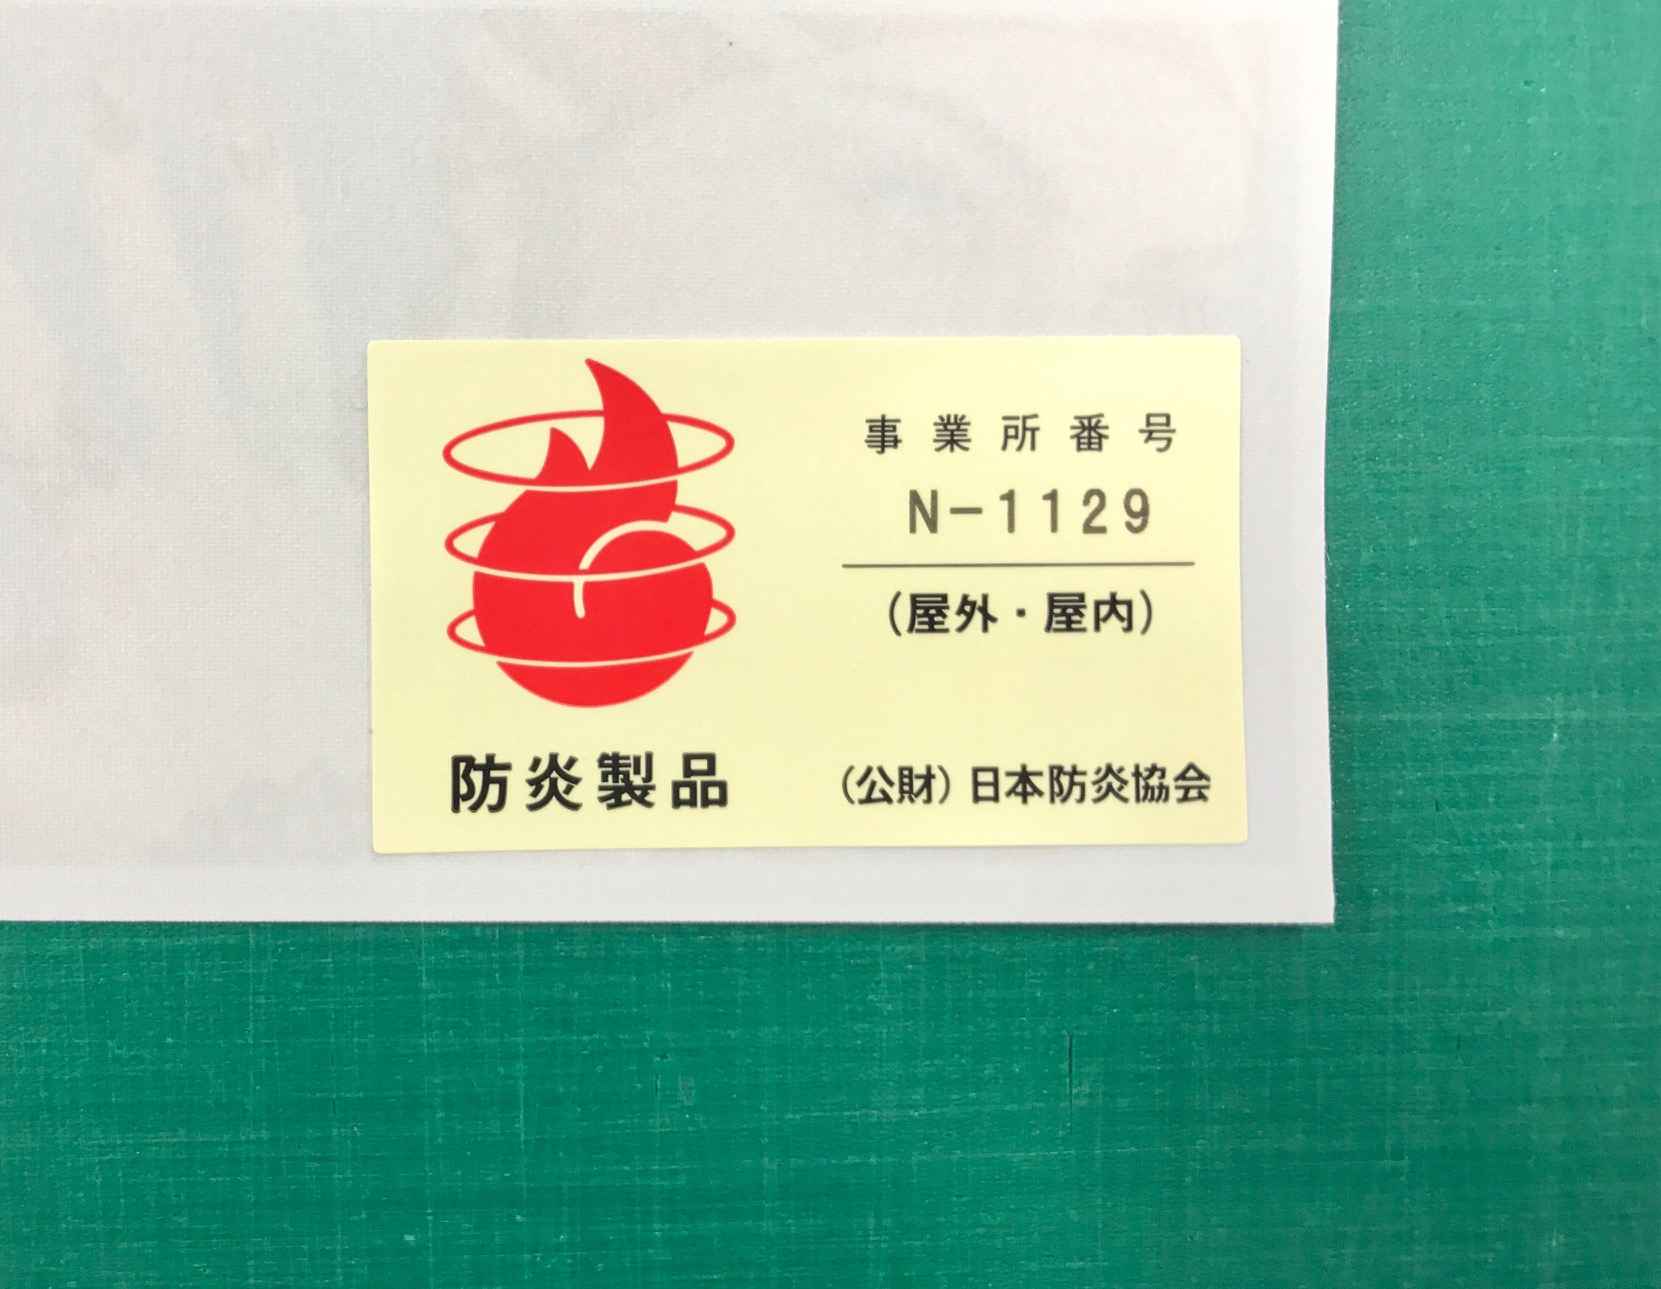 事業所番号
N-1129
(屋外・屋内)
防炎製品
(公財)日本防炎協会